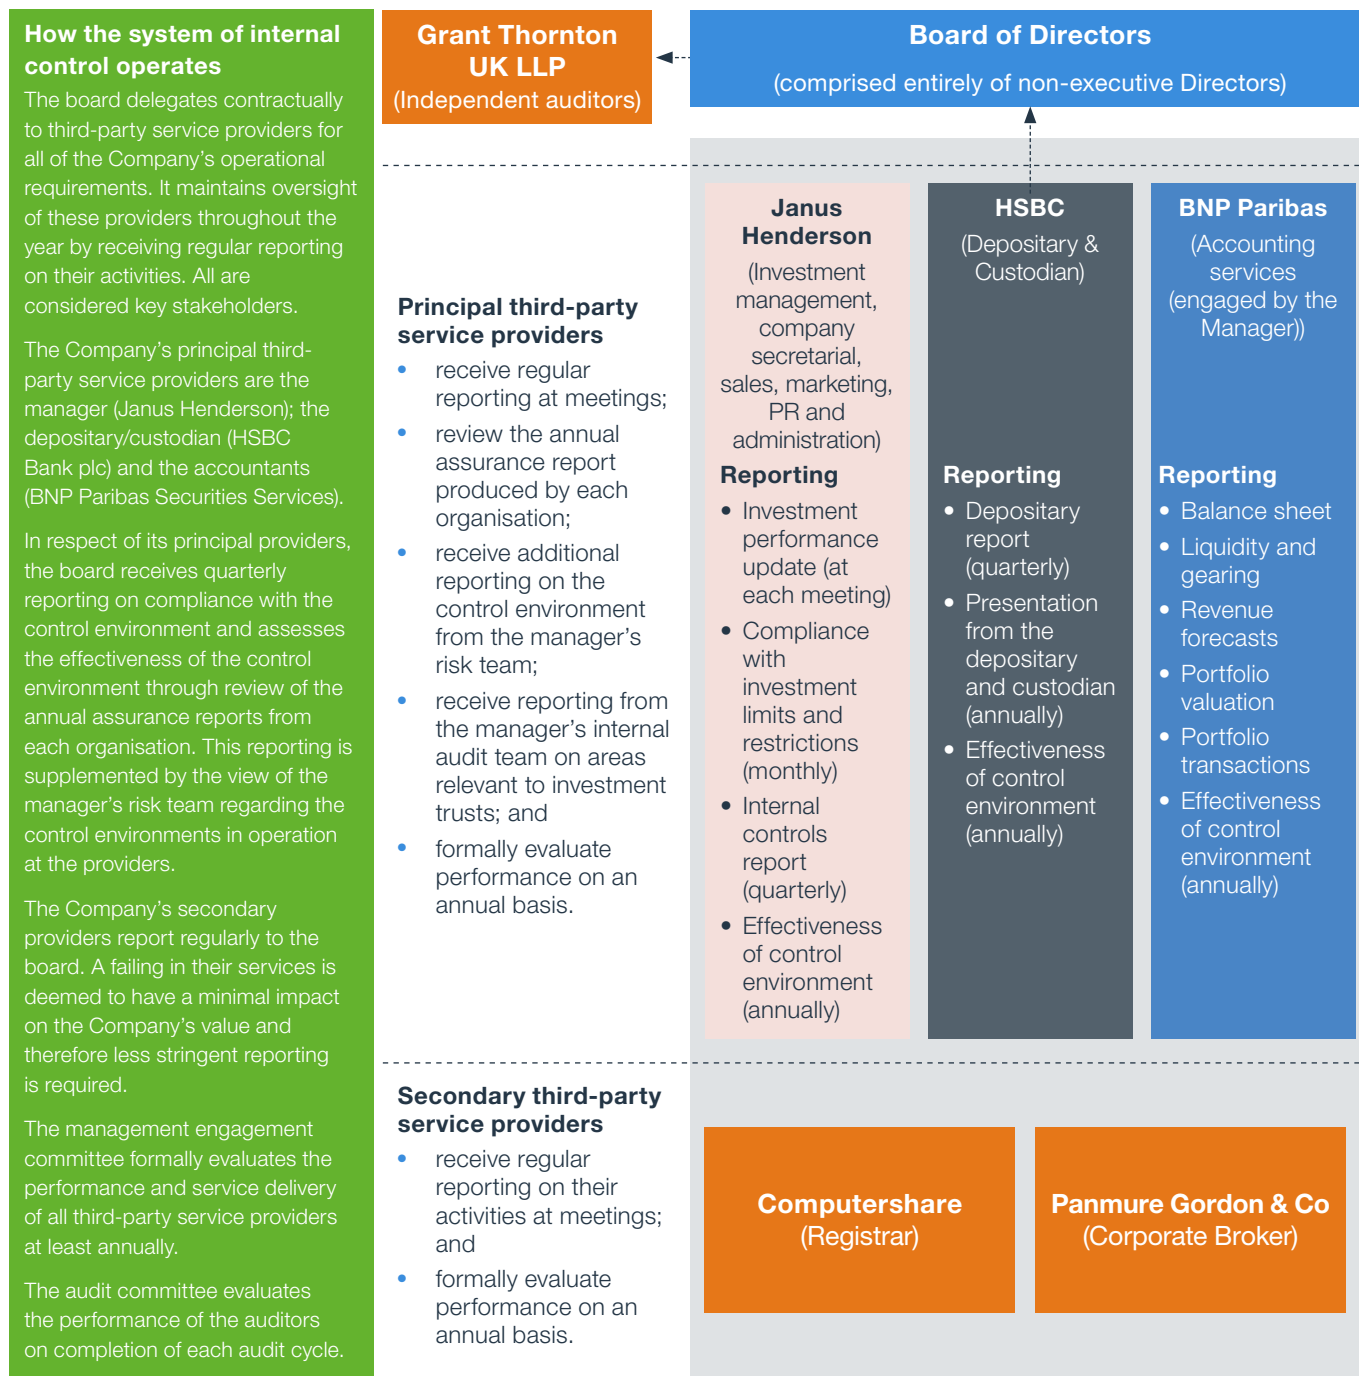 How the system of internal
control operates
The board delegates contractually
to third-party service providers for
all of the Company's operational
requirements. It maintains oversight
of these providers throughout the
year by receiving regular reporting
on their activities. All are
considered key stakeholders.
The Company's principal third-
party service providers are the
manager (Janus Henderson); the
depositary/custodian (HSBC
Bank plc) and the accountants
(BNP Paribas Securities Services).
In respect of its principal providers,
the board receives quarterly
reporting on compliance with the
control environment and assesses
the effectiveness of the control
environment through review of the
annual assurance reports from
each organisation. This reporting is
supplemented by the view of the
manager's risk team regarding the
control environments in operation
at the providers.
The Company's secondary
providers report regularly to the
board. A failing in their services is
deemed to have a minimal impact
on the Company's value and
therefore less stringent reporting
is required.
The management engagement
committee formally evaluates the
performance and service delivery
of all third-party service providers
at least annually.
The audit committee evaluates
the performance of the auditors
on completion of each audit cycle.
Grant Thornton
UK LLP
(Independent auditors)
Board of Directors
(comprised entirely of non-executive Directors)
Principal third-party
service providers
• receive regular
reporting at meetings;
• review the annual
assurance report
produced by each
organisation;
• receive additional
reporting on the
control environment
from the manager's
risk team;
• receive reporting from
the manager's internal
audit team on areas
relevant to investment
trusts; and
• formally evaluate
performance on an
annual basis.
Janus
Henderson
(Investment
management,
company
secretarial,
sales, marketing,
PR and
administration)
Reporting
• Investment
performance
update (at
each meeting)
• Compliance
with
investment
limits and
restrictions
(monthly)
• Internal
controls
report
(quarterly)
• Effectiveness
of control
environment
(annually)
HSBC
(Depositary &
Custodian)
Reporting
• Depositary
report
(quarterly)
• Presentation
from the
depositary
and custodian
(annually)
• Effectiveness
of control
environment
(annually)
BNP Paribas
(Accounting
services
(engaged by the
Manager))
Reporting
• Balance sheet
• Liquidity and
gearing
• Revenue
forecasts
• Portfolio
valuation
• Portfolio
transactions
• Effectiveness
of control
environment
(annually)
Secondary third-party
service providers
• receive regular
reporting on their
activities at meetings;
and
• formally evaluate
performance on an
annual basis.
Computershare
(Registrar)
Panmure Gordon & Co
(Corporate Broker)